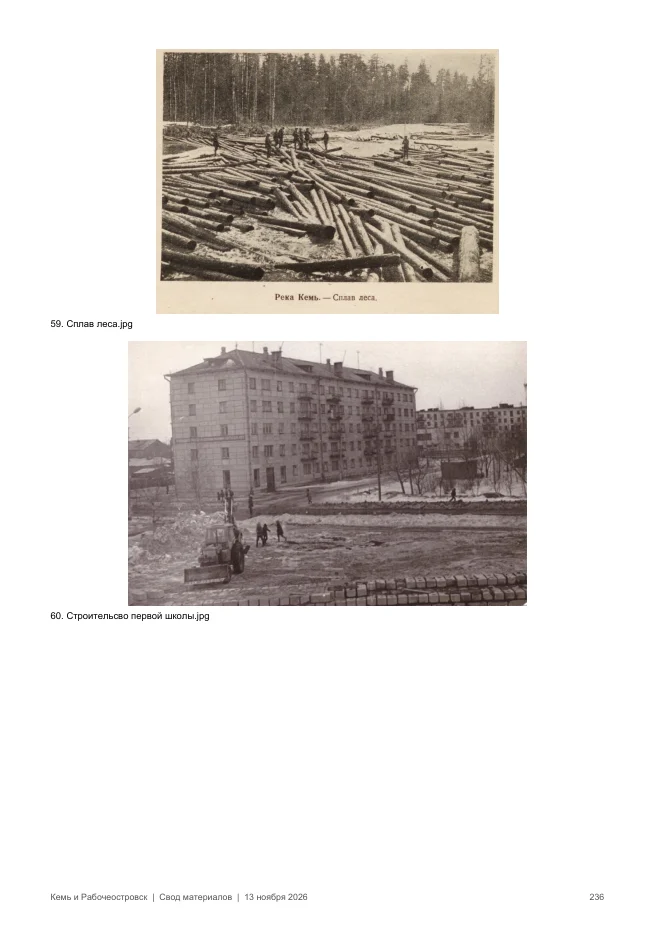 Река Кемь. — Сплав леса.
59. Сплав леса.jpg
60. Строительсво первой школы.jpg
Кемь и Рабочеостровск | Свод материалов | 13 ноября 2026
236